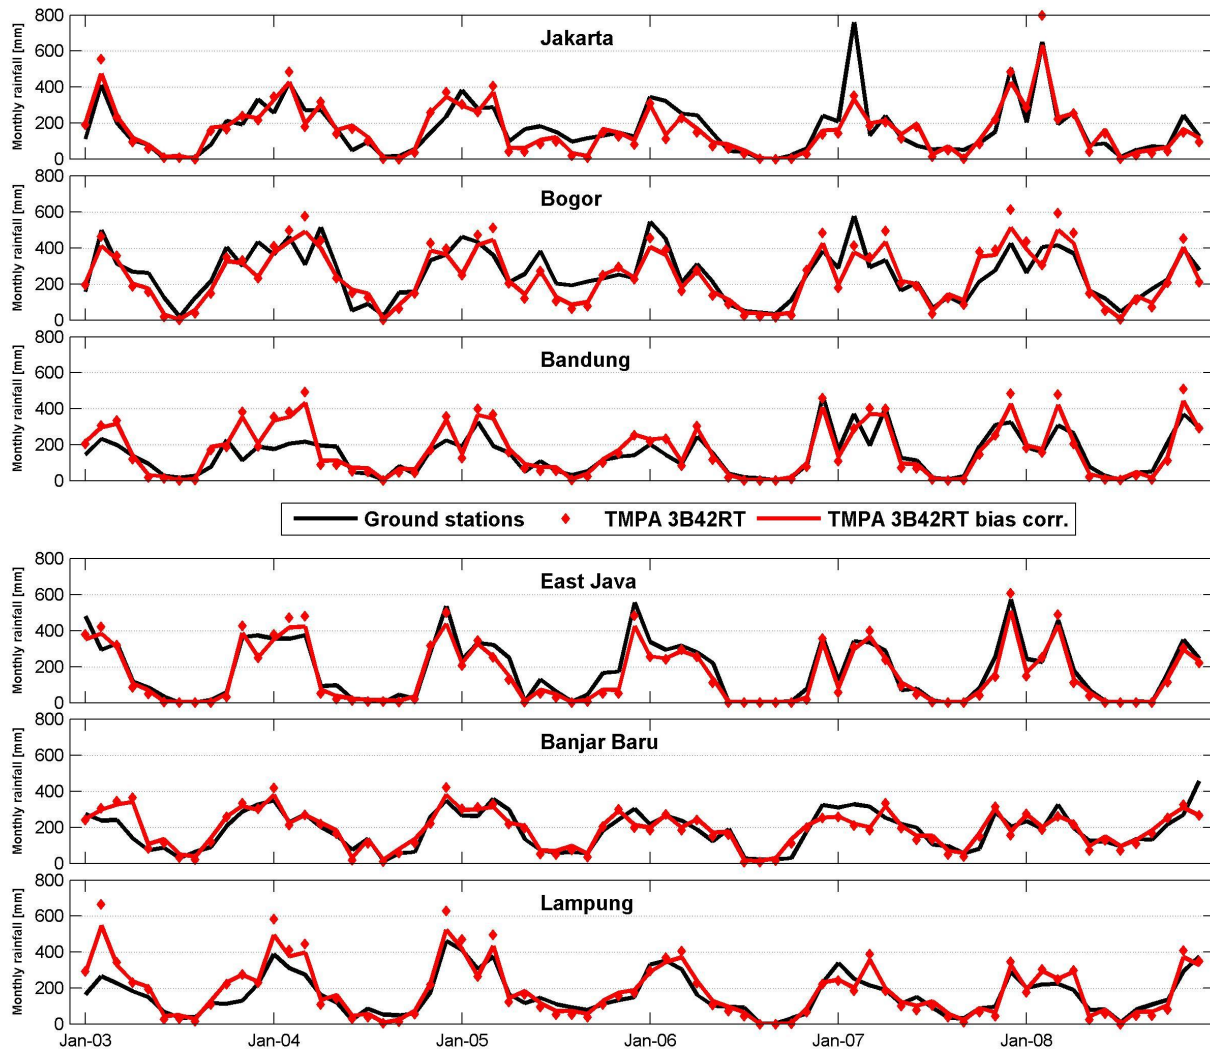 800
Monthly rainfall [mm]
Jakarta
600
400
200
0
800
Monthly rainfall [mm]
Bogor
600
400
200
0
800
Monthly rainfall [mm]
Bandung
600
400
200
0
Ground stations TMPA 3B42RT TMPA 3B42RT bias corr.
800
Monthly rainfall [mm]
East Java
600
400
200
0
800
Monthly rainfall [mm]
Banjar Baru
600
400
200
0
800
Monthly rainfall [mm]
Lampung
600
400
200
0
Jan-03 Jan-04 Jan-05 Jan-06 Jan-07 Jan-08